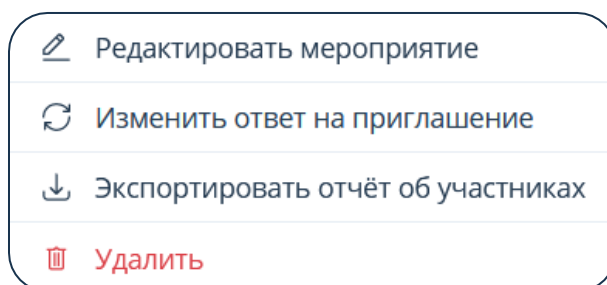 Редактировать мероприятие
Изменить ответ на приглашение
Экспортировать отчёт об участниках
Удалить